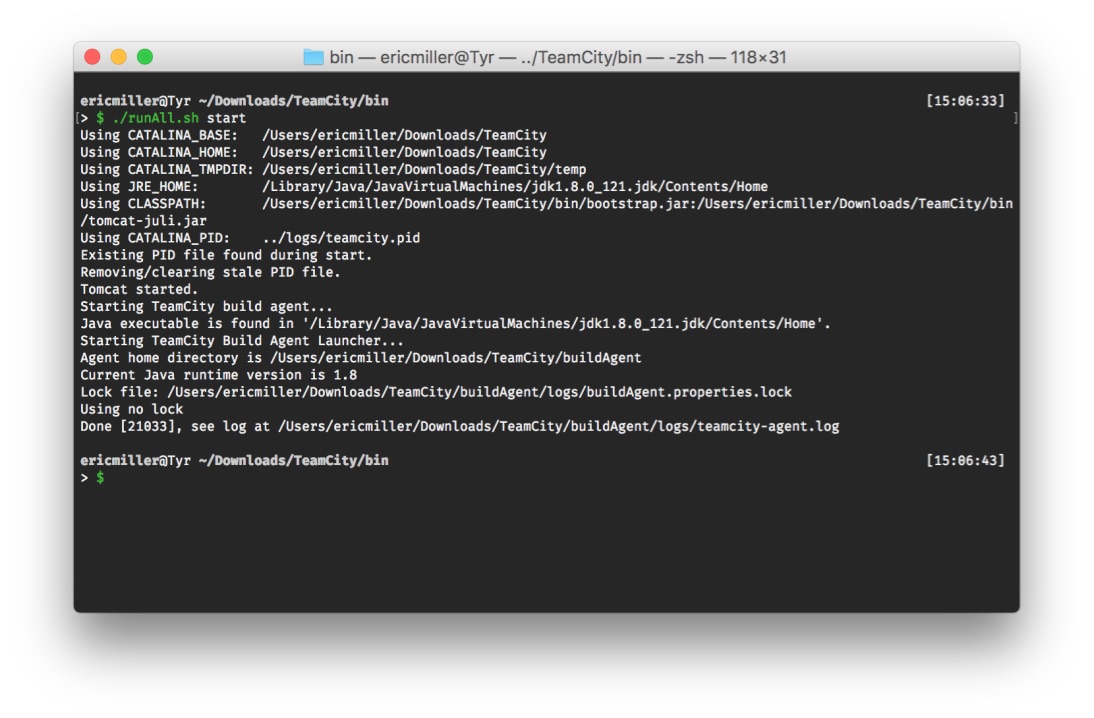 bin — ericmiller@Tyr — ../TeamCity/bin — -zsh — 118×31
ericmiller@Tyr ~/Downloads/TeamCity/bin [15:06:33]
[> $ ./runAll.sh start ]
Using CATALINA_BASE:   /Users/ericmiller/Downloads/TeamCity
Using CATALINA_HOME:   /Users/ericmiller/Downloads/TeamCity
Using CATALINA_TMPDIR: /Users/ericmiller/Downloads/TeamCity/temp
Using JRE_HOME:        /Library/Java/JavaVirtualMachines/jdk1.8.0_121.jdk/Contents/Home
Using CLASSPATH:       /Users/ericmiller/Downloads/TeamCity/bin/bootstrap.jar:/Users/ericmiller/Downloads/TeamCity/bin
/tomcat-juli.jar
Using CATALINA_PID:    ../logs/teamcity.pid
Existing PID file found during start.
Removing/clearing stale PID file.
Tomcat started.
Starting TeamCity build agent...
Java executable is found in '/Library/Java/JavaVirtualMachines/jdk1.8.0_121.jdk/Contents/Home'.
Starting TeamCity Build Agent Launcher...
Agent home directory is /Users/ericmiller/Downloads/TeamCity/buildAgent
Current Java runtime version is 1.8
Lock file: /Users/ericmiller/Downloads/TeamCity/buildAgent/logs/buildAgent.properties.lock
Using no lock
Done [21033], see log at /Users/ericmiller/Downloads/TeamCity/buildAgent/logs/teamcity-agent.log
ericmiller@Tyr ~/Downloads/TeamCity/bin [15:06:43]
> $